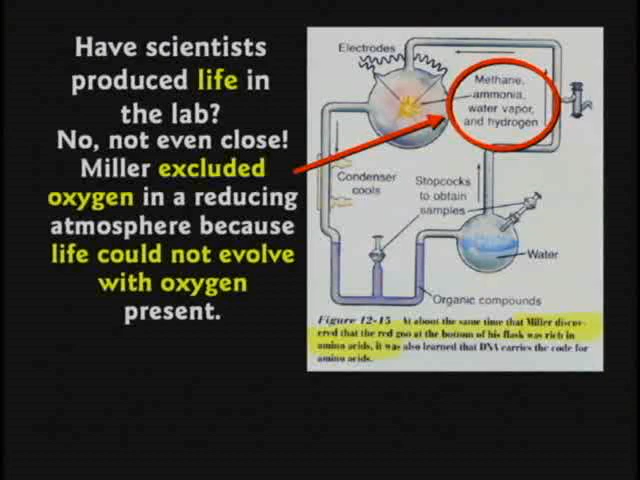 Have scientists
produced life in
the lab?
No, not even close!
Miller excluded
oxygen in a reducing
atmosphere because
life could not evolve
with oxygen
present.
Electrodes
Methane,
ammonia,
water vapor,
and hydrogen
Condenser
cools
Stopcocks
to obtain
samples
Water
Organic compounds
Figure 12-15 At about the same time that Miller discov-
ered that the red goo at the bottom of his flask was rich in
amino acids, it was also learned that DNA carries the code for
amino acids.